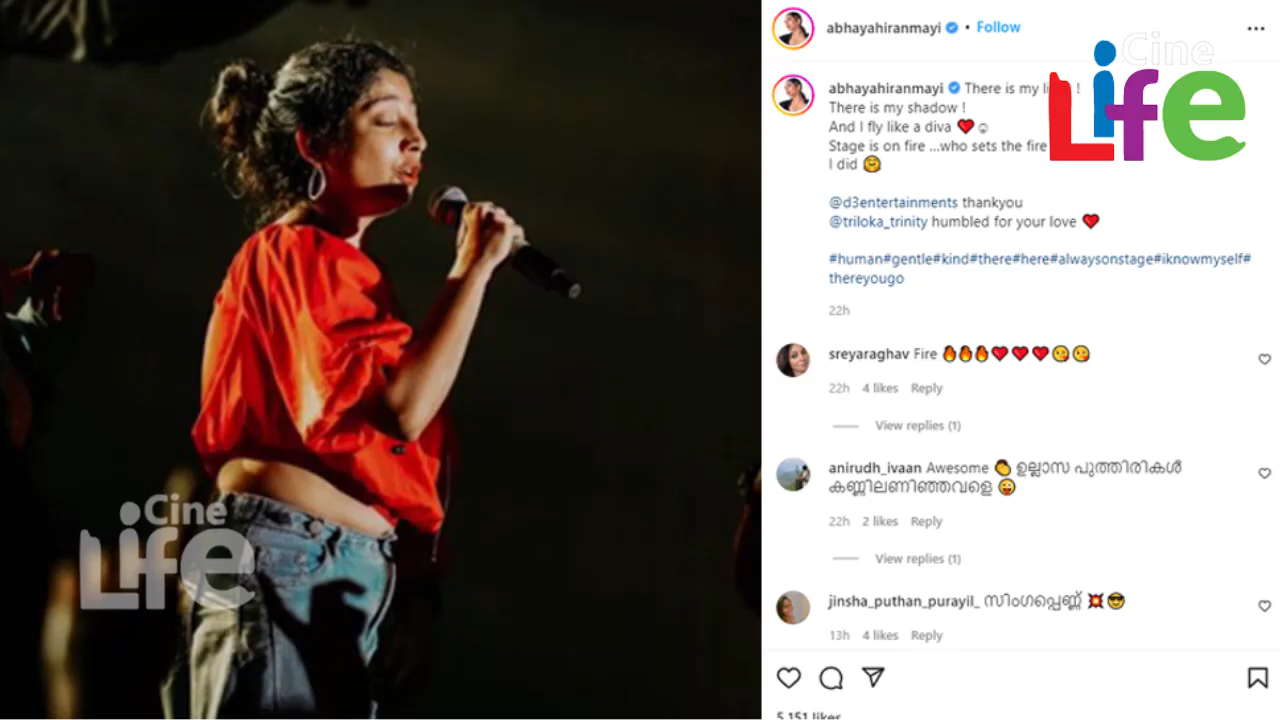 Cine
Life
abhayahiranmayi • Follow
Cine
Life
abhayahiranmayi There is my !
There is my shadow !
And I fly like a diva ❤️☺
Stage is on fire ...who sets the fire
I did 🤗
@d3entertainments thankyou
@triloka_trinity humbled for your love ❤️
#human#gentle#kind#there#here#alwaysonstage#iknowmyself#
thereyougo
22h
sreyaraghav Fire 🔥🔥🔥❤️❤️❤️😘😘
22h 4 likes Reply
View replies (1)
anirudh_ivaan Awesome 👏 ഉല്ലാസ പുത്തിരികൾ
കണ്ണിലണിഞ്ഞവളെ 😜
22h 2 likes Reply
View replies (1)
jinsha_puthan_purayil_ സിംഗപ്പെണ്ണ് 💥😎
13h 4 likes Reply
5,151 likes